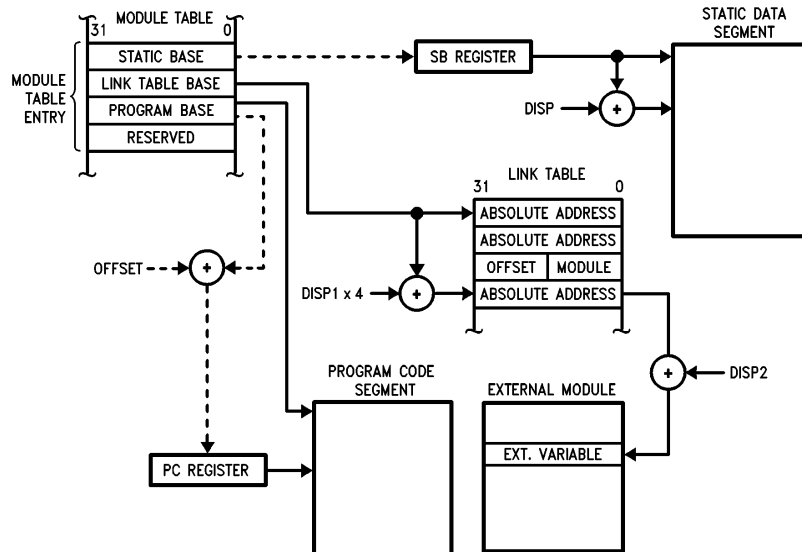 MODULE TABLE
31 0
STATIC BASE
LINK TABLE BASE
PROGRAM BASE
RESERVED
MODULE
TABLE
ENTRY
SB REGISTER
STATIC DATA
SEGMENT
DISP
+
LINK TABLE
31 0
ABSOLUTE ADDRESS
ABSOLUTE ADDRESS
OFFSET MODULE
ABSOLUTE ADDRESS
OFFSET
+
DISP1 x 4
+
+
DISP2
PROGRAM CODE
SEGMENT
EXTERNAL MODULE
EXT. VARIABLE
PC REGISTER